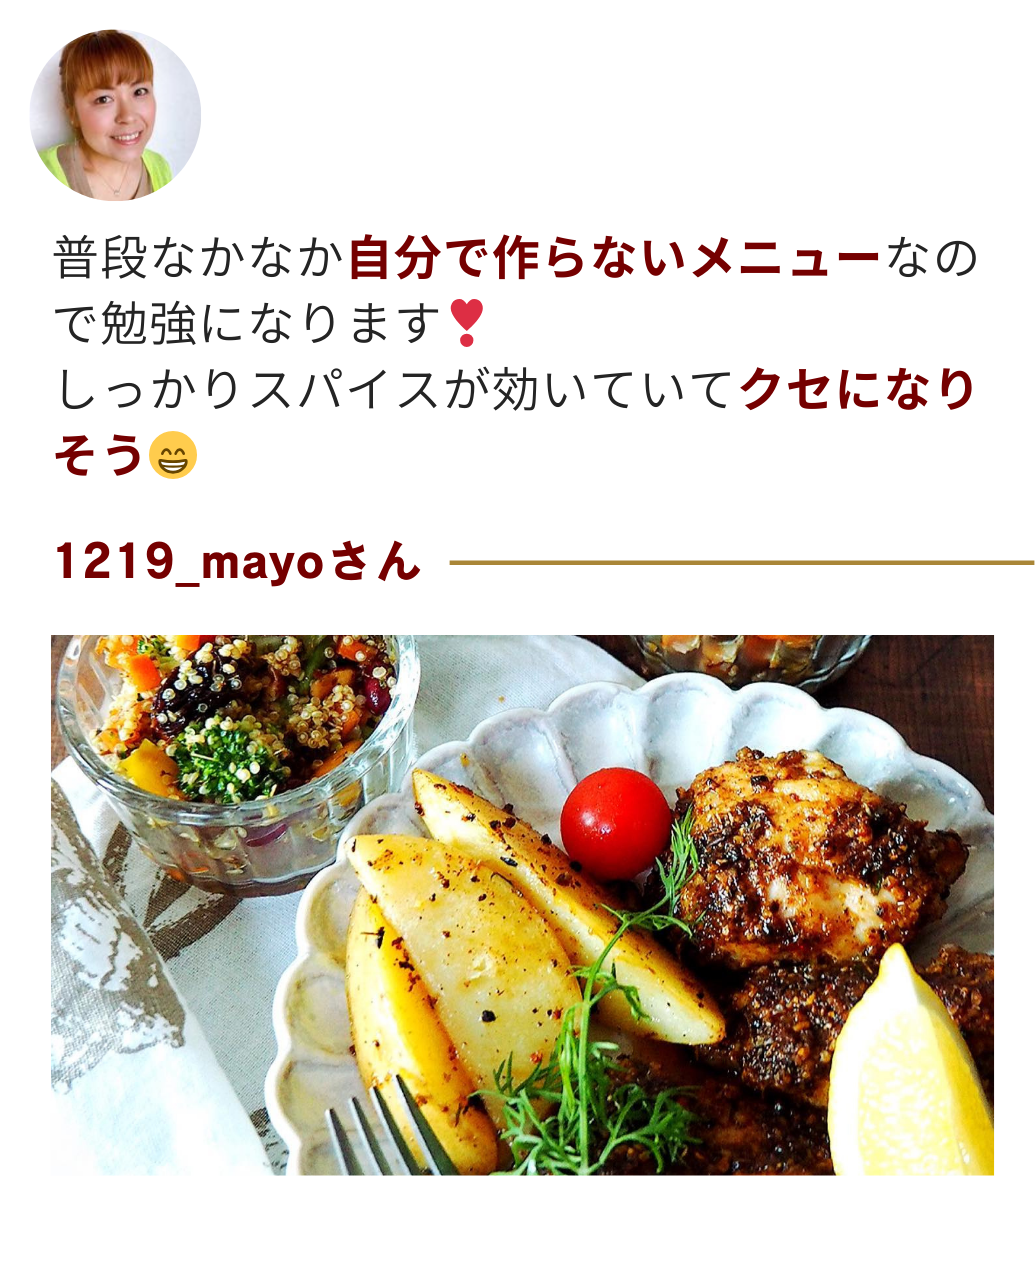 普段なかなか自分で作らないメニューなの
で勉強になります❣
しっかりスパイスが効いていてクセになり
そう😁
1219_mayoさん